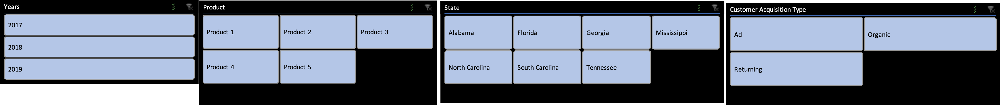 Years
2017
2018
2019
Product
Product 1
Product 2
Product 3
Product 4
Product 5
State
Alabama
Florida
Georgia
Mississippi
North Carolina
South Carolina
Tennessee
Customer Acquisition Type
Ad
Organic
Returning